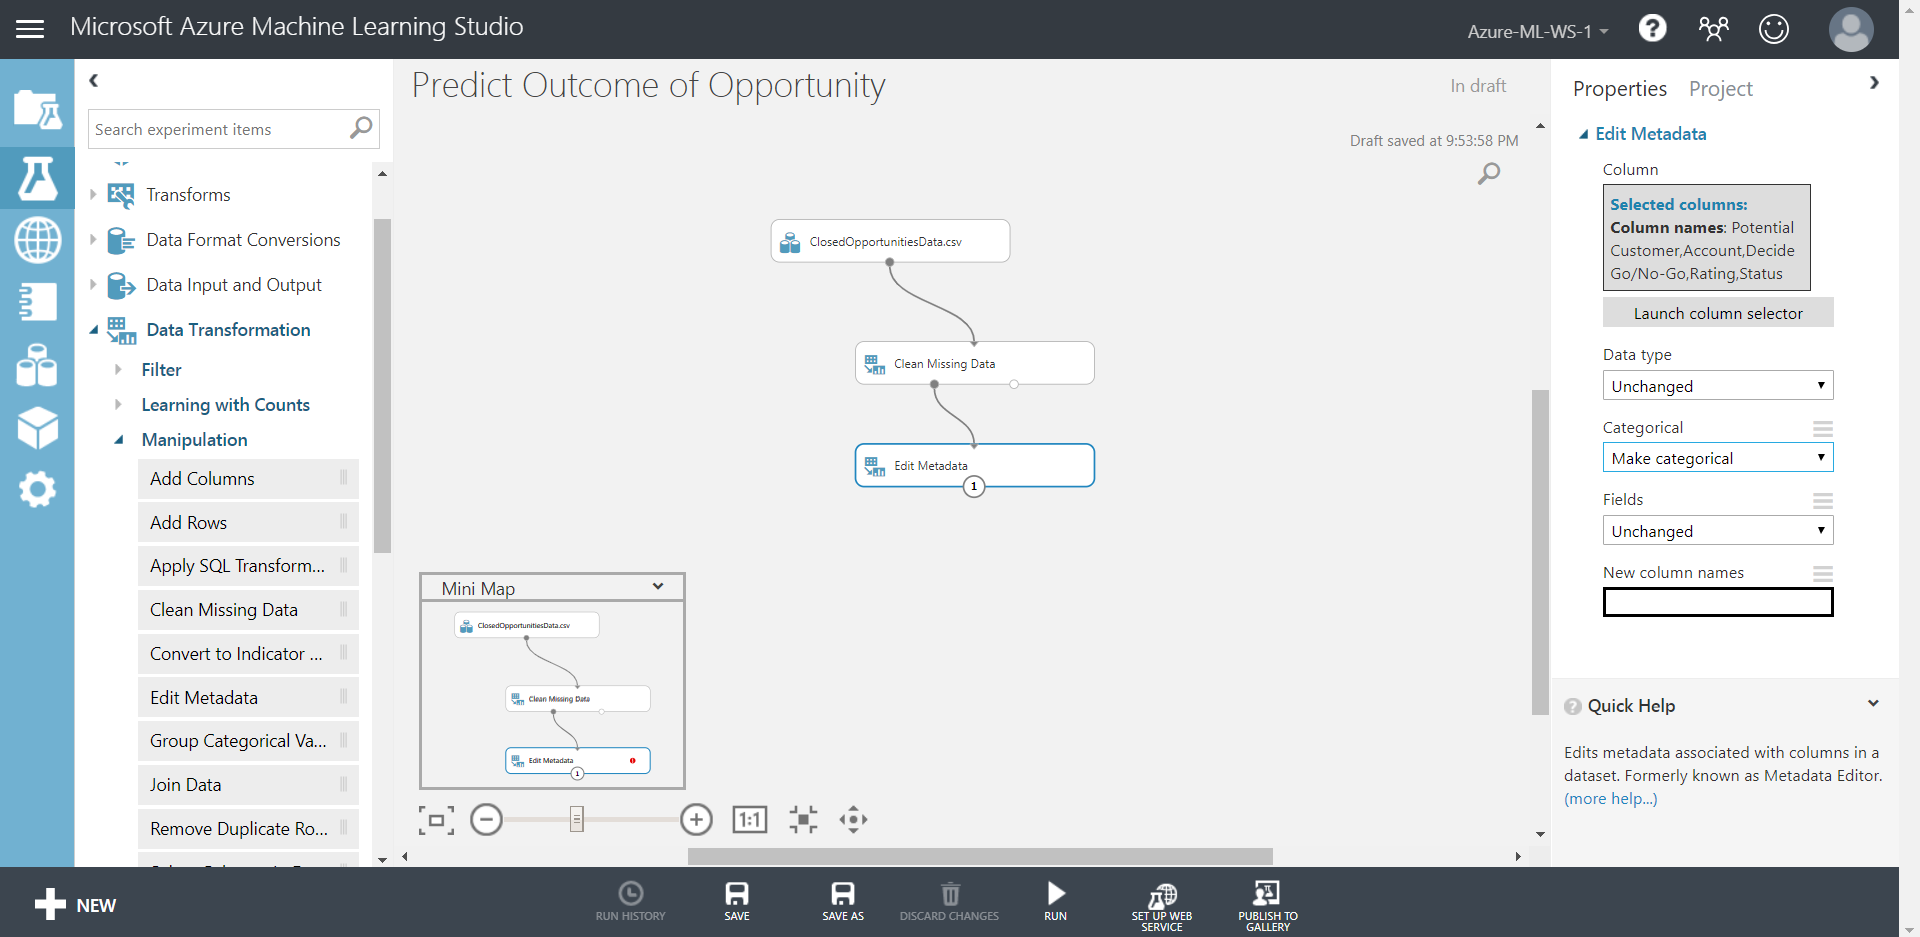 Microsoft Azure Machine Learning Studio
Azure-ML-WS-1
?
Search experiment items
Transforms
Data Format Conversions
Data Input and Output
Data Transformation
Filter
Learning with Counts
Manipulation
Add Columns
Add Rows
Apply SQL Transform...
Clean Missing Data
Convert to Indicator ...
Edit Metadata
Group Categorical Va...
Join Data
Remove Duplicate Ro...
Predict Outcome of Opportunity
In draft
Draft saved at 9:53:58 PM
ClosedOpportunitiesData.csv
Clean Missing Data
Edit Metadata
1
Mini Map
ClosedOpportunitiesData.csv
Clean Missing Data
Edit Metadata
1
1:1
Properties Project
Edit Metadata
Column
Selected columns:
Column names: Potential
Customer,Account,Decide
Go/No-Go,Rating,Status
Launch column selector
Data type
Unchanged
Categorical
Make categorical
Fields
Unchanged
New column names
? Quick Help
Edits metadata associated with columns in a
dataset. Formerly known as Metadata Editor.
(more help...)
NEW
RUN HISTORY
SAVE
SAVE AS
DISCARD CHANGES
RUN
SET UP WEB
SERVICE
PUBLISH TO
GALLERY